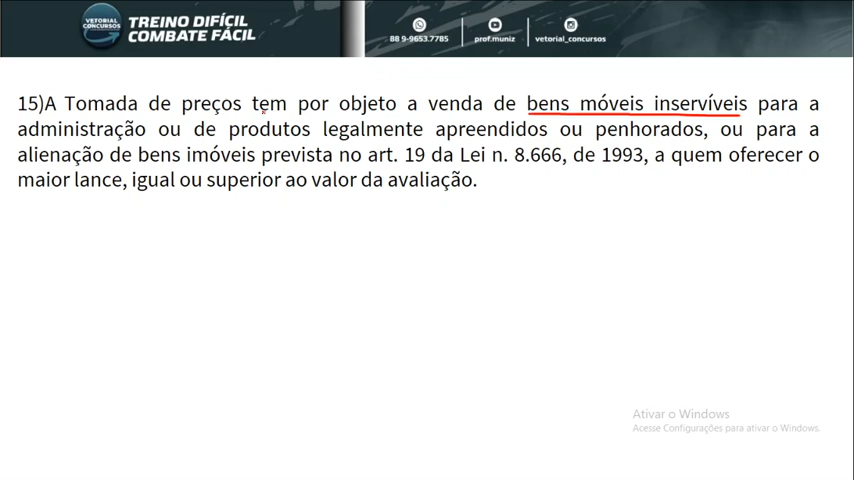 VETORIAL
CONCURSOS
TREINO DIFÍCIL
COMBATE FÁCIL
88 9-9653.7785
prof.muniz
vetorial_concursos
15)A Tomada de preços tem por objeto a venda de bens móveis inservíveis para a
administração ou de produtos legalmente apreendidos ou penhorados, ou para a
alienação de bens imóveis prevista no art. 19 da Lei n. 8.666, de 1993, a quem oferecer o
maior lance, igual ou superior ao valor da avaliação.
Ativar o Windows
Acesse Configurações para ativar o Windows.